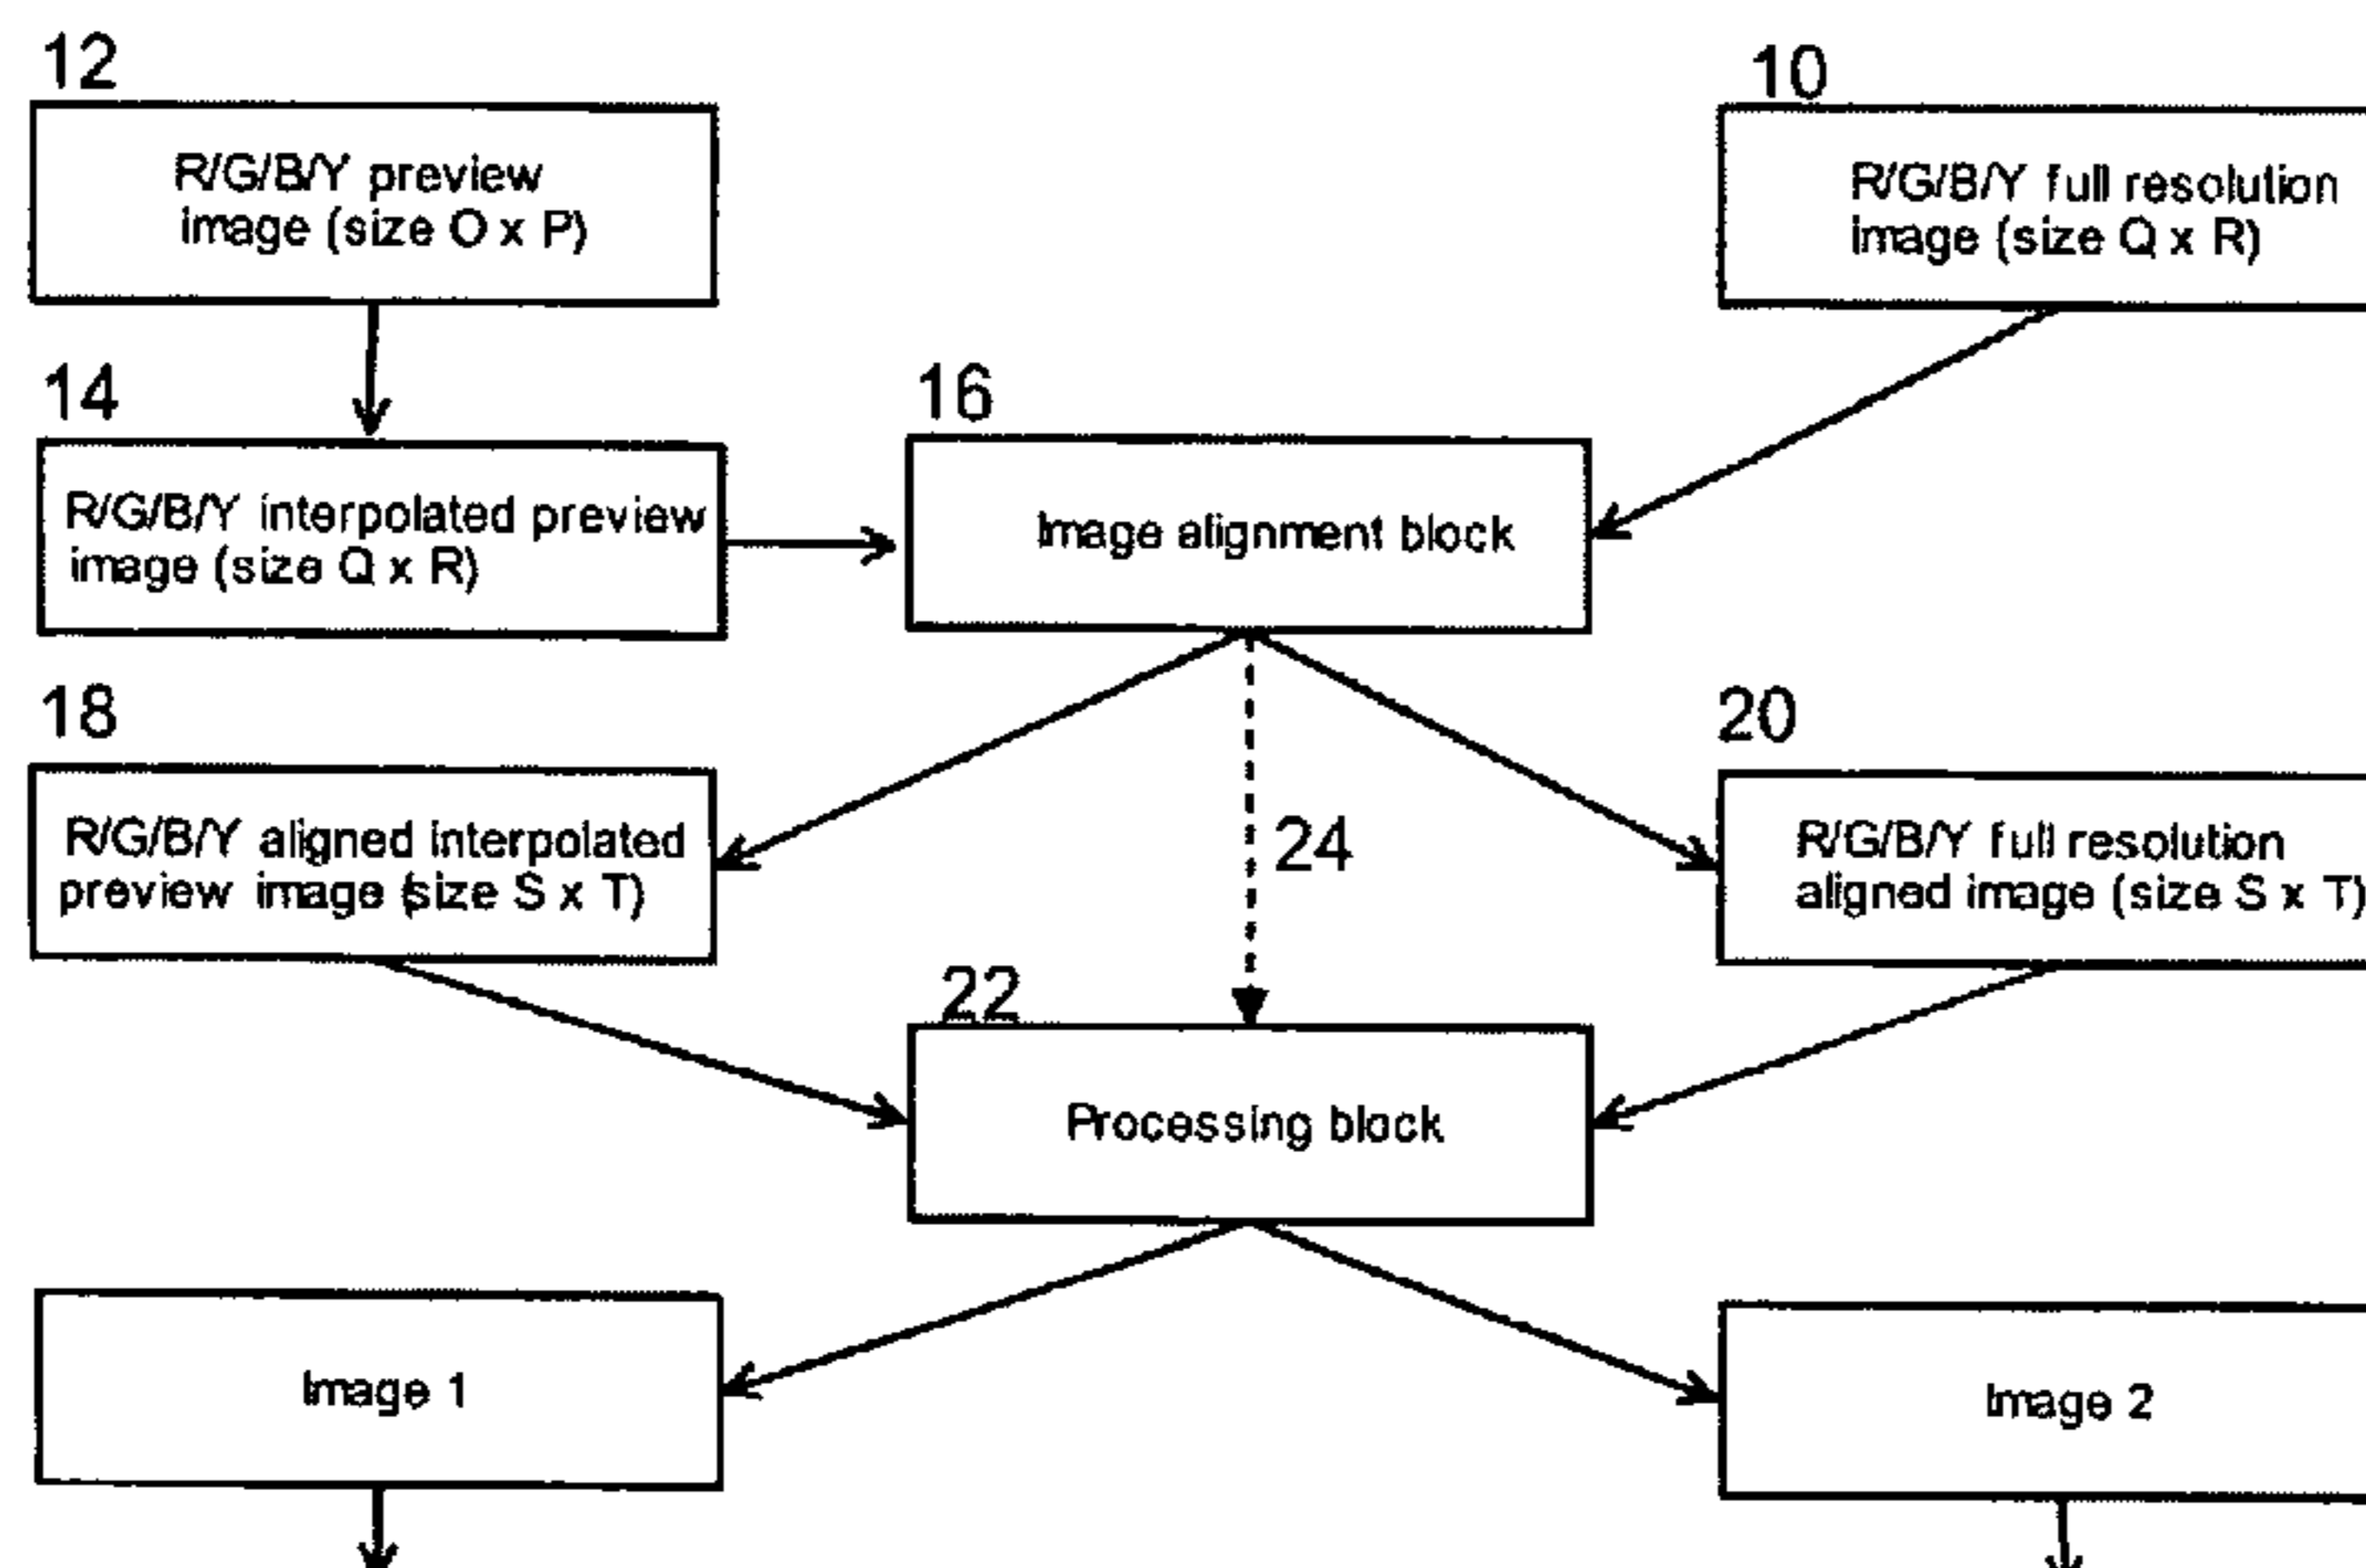 12
10
R/G/B/Y preview
image (size O x P)
R/G/B/Y full resolution
image (size Q x R)
14
16
R/G/B/Y interpolated preview
image (size Q x R)
Image alignment block
18
20
R/G/B/Y aligned interpolated
preview image (size S x T)
24
R/G/B/Y full resolution
aligned image (size S x T)
22
Processing block
Image 1
Image 2